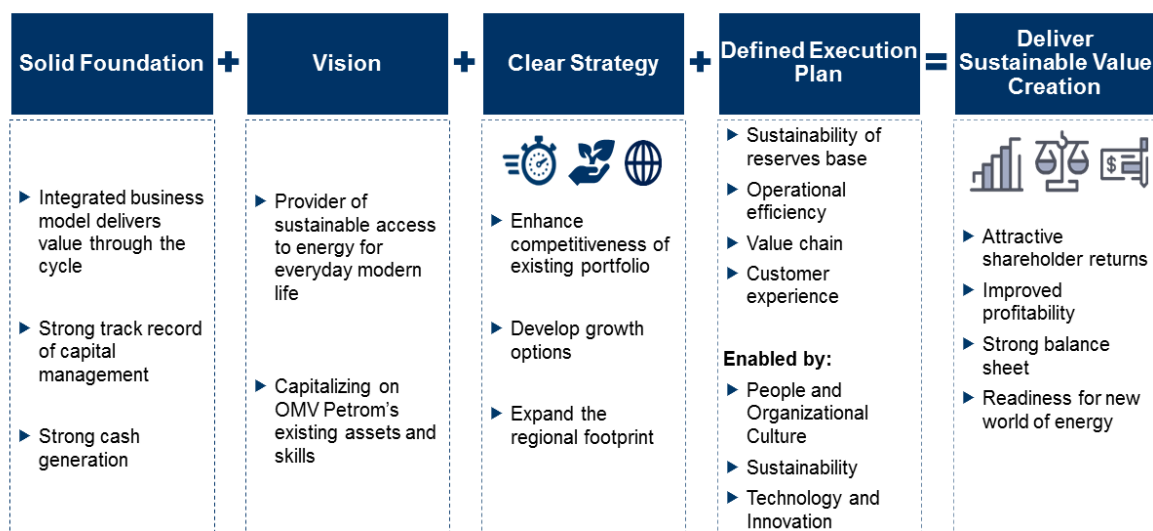 Solid Foundation
+
Vision
+
Clear Strategy
+
Defined Execution
Plan
=
Deliver
Sustainable Value
Creation
Integrated business
model delivers
value through the
cycle
Strong track record
of capital
management
Strong cash
generation
Provider of
sustainable access
to energy for
everyday modern
life
Capitalizing on
OMV Petrom's
existing assets and
skills
Enhance
competitiveness of
existing portfolio
Develop growth
options
Expand the
regional footprint
Sustainability of
reserves base
Operational
efficiency
Value chain
Customer
experience
Enabled by:
People and
Organizational
Culture
Sustainability
Technology and
Innovation
$
Attractive
shareholder returns
Improved
profitability
Strong balance
sheet
Readiness for new
world of energy